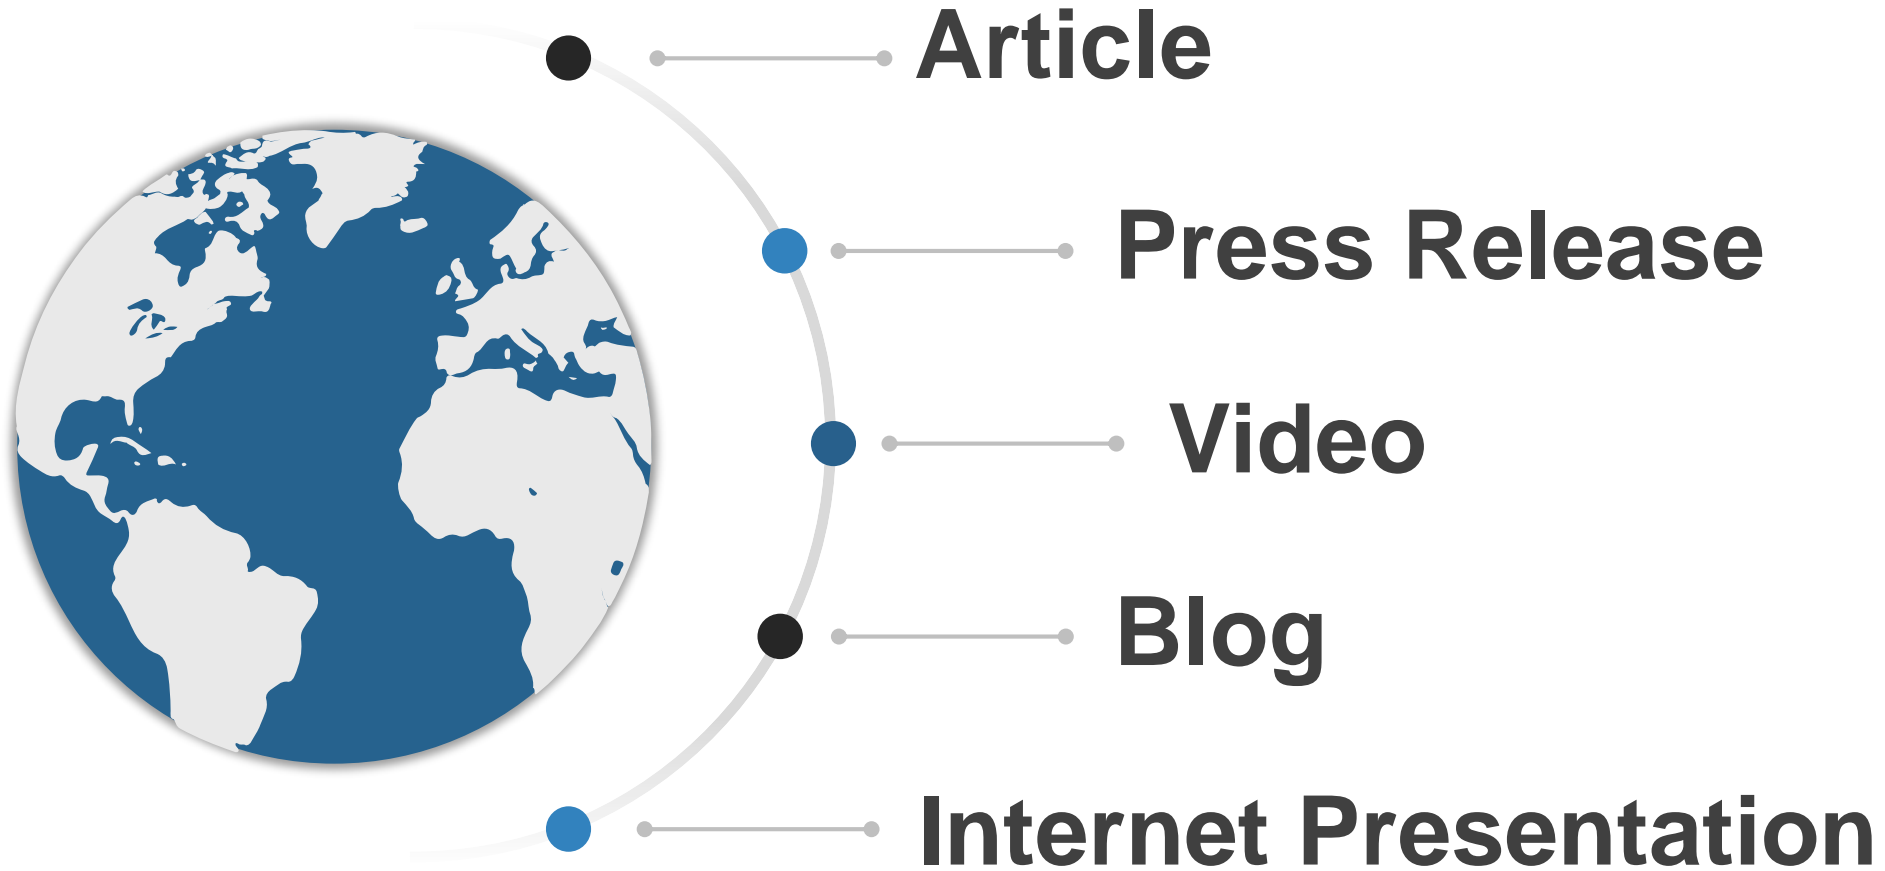 Article
Press Release
Video
Blog
Internet Presentation